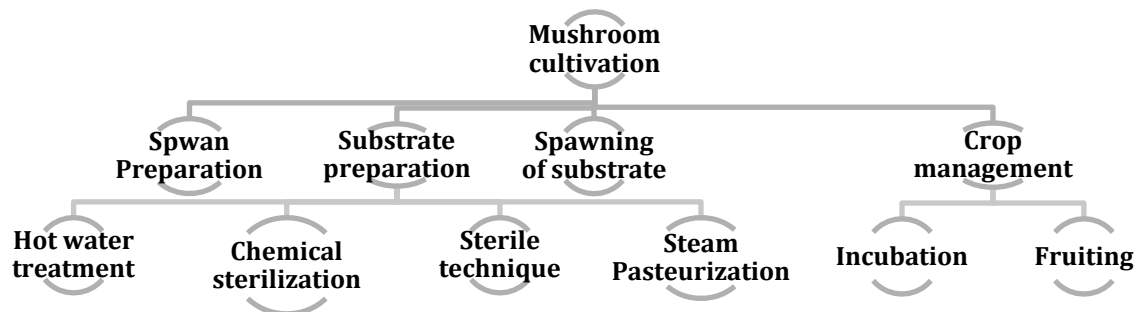 Mushroom
cultivation
Spwan
Preparation
Substrate
preparation
Spawning
of substrate
Crop
management
Hot water
treatment
Chemical
sterilization
Sterile
technique
Steam
Pasteurization
Incubation
Fruiting